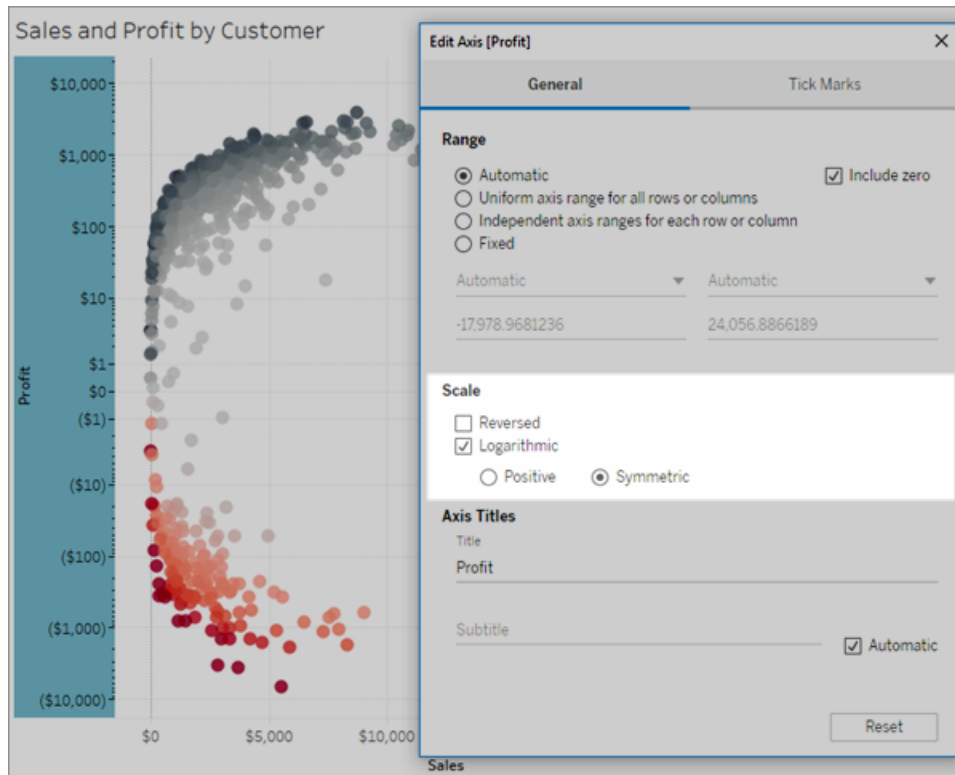 Sales and Profit by Customer
$10,000
$1,000
$100
$10
$1
$0
($1)
($10)
($100)
($1,000)
($10,000)
Profit
$0
$5,000
$10,000
Sales
Edit Axis [Profit]
General
Tick Marks
Range
Automatic
Include zero
Uniform axis range for all rows or columns
Independent axis ranges for each row or column
Fixed
Automatic
Automatic
-17,978.9681236
24,056.8866189
Scale
Reversed
Logarithmic
Positive
Symmetric
Axis Titles
Title
Profit
Subtitle
Automatic
Reset